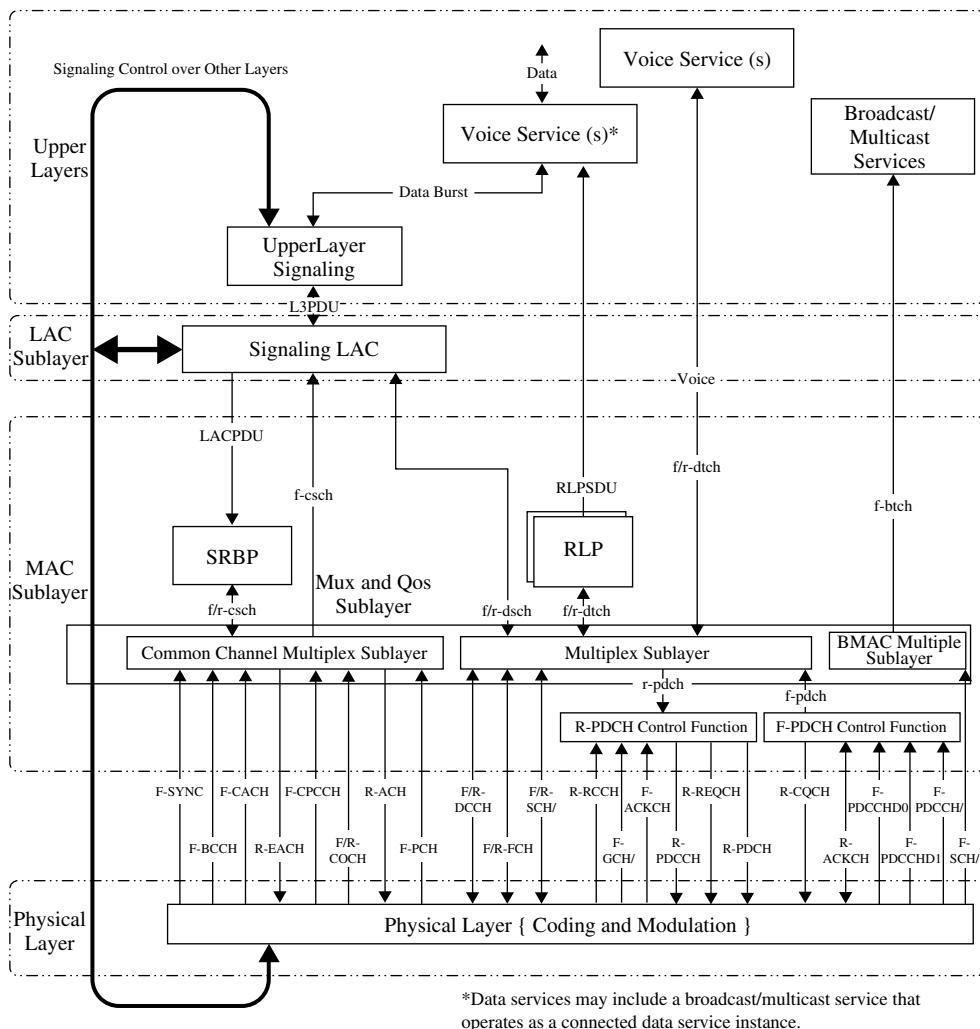 Signaling Control over Other Layers
Data
Voice Service (s)
Voice Service (s)*
Broadcast/
Multicast
Services
Upper
Layers
Data Burst
UpperLayer
Signaling
L3PDU
LAC
Sublayer
Signaling LAC
Voice
LACPDU
f-csch
RLPSDU
f/r-dtch
f-btch
SRBP
RLP
MAC
Sublayer
Mux and Qos
Sublayer
f/r-csch
f/r-dsch
f/r-dtch
Common Channel Multiplex Sublayer
Multiplex Sublayer
BMAC Multiple
Sublayer
r-pdch
f-pdch
R-PDCH Control Function
F-PDCH Control Function
F-SYNC
F-CACH
F-CPCCH
R-ACH
F/R-
DCCH
F/R-
SCH/
R-RCCH
F-
ACKCH
R-REQCH
R-CQCH
F-
PDCCHD0
F-
PDCCH/
F-BCCH
R-EACH
F/R-
COCH
F-PCH
F/R-FCH
F-
GCH/
R-
PDCCH
R-PDCH
R-
ACKCH
F-
PDCCHD1
F-
SCH/
Physical
Layer
Physical Layer { Coding and Modulation }
*Data services may include a broadcast/multicast service that
operates as a connected data service instance.